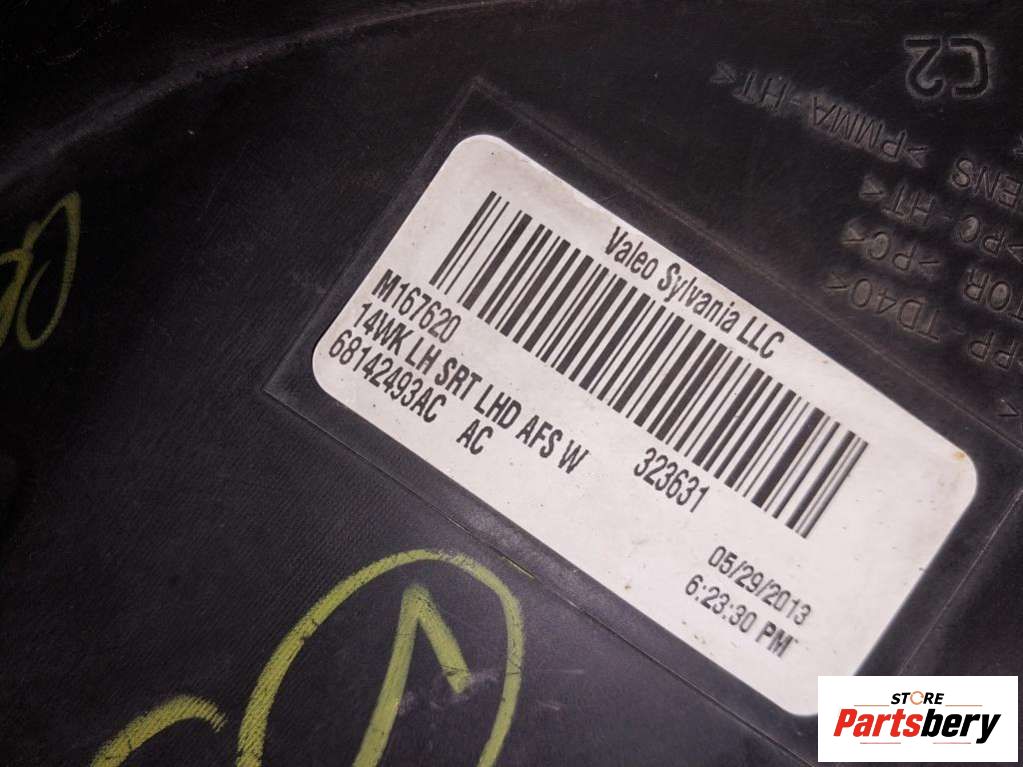 Valeo Sylvania LLC
M167620 323631
14WK LH SRT LHD AFS W
68142493AC AC
05/29/2013
6:23:30 PM
C2
>PMMA-HT<
>PC-HT<
>PC<
TD40<
STORE
Partsbery